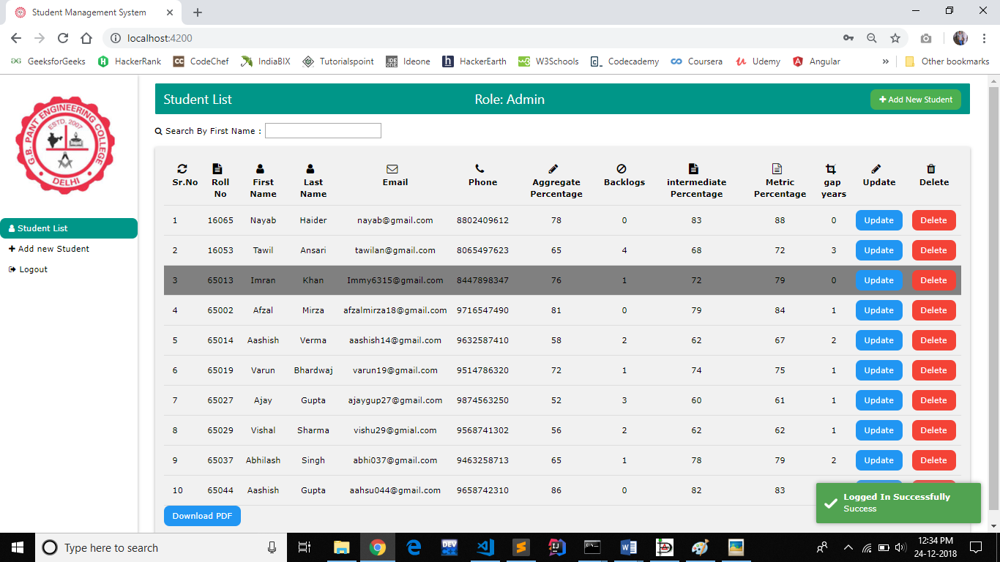 Student Management System
localhost:4200
GeeksforGeeks HackerRank CodeChef IndiaBIX Tutorialspoint Ideone HackerEarth W3Schools Codecademy Coursera Udemy Angular » Other bookmarks
G.B. PANT ENGINEERING COLLEGE
ESTD, 2007
DELHI
Student List
Add new Student
Logout
Student List Role: Admin Add New Student
Search By First Name :
Sr.No Roll No First Name Last Name Email Phone Aggregate Percentage Backlogs intermediate Percentage Metric Percentage gap years Update Delete
1 16065 Nayab Haider nayab@gmail.com 8802409612 78 0 83 88 0 Update Delete
2 16053 Tawil Ansari tawilan@gmail.com 8065497623 65 4 68 72 3 Update Delete
3 65013 Imran Khan Immy6315@gmail.com 8447898347 76 1 72 79 0 Update Delete
4 65002 Afzal Mirza afzalmirza18@gmail.com 9716547490 81 0 79 84 1 Update Delete
5 65014 Aashish Verma aashish14@gmail.com 9632587410 58 2 62 67 2 Update Delete
6 65019 Varun Bhardwaj varun19@gmail.com 9514786320 72 1 74 75 1 Update Delete
7 65027 Ajay Gupta ajaygup27@gmail.com 9874563250 52 3 60 61 1 Update Delete
8 65029 Vishal Sharma vishu29@gmial.com 9568741302 56 2 62 62 1 Update Delete
9 65037 Abhilash Singh abhi037@gmail.com 9463258713 65 1 78 79 2 Update Delete
10 65044 Aashish Gupta aahsu044@gmail.com 9658742310 86 0 82 83
Download PDF
Logged In Successfully
Success
Type here to search
DEV
12:34 PM
24-12-2018